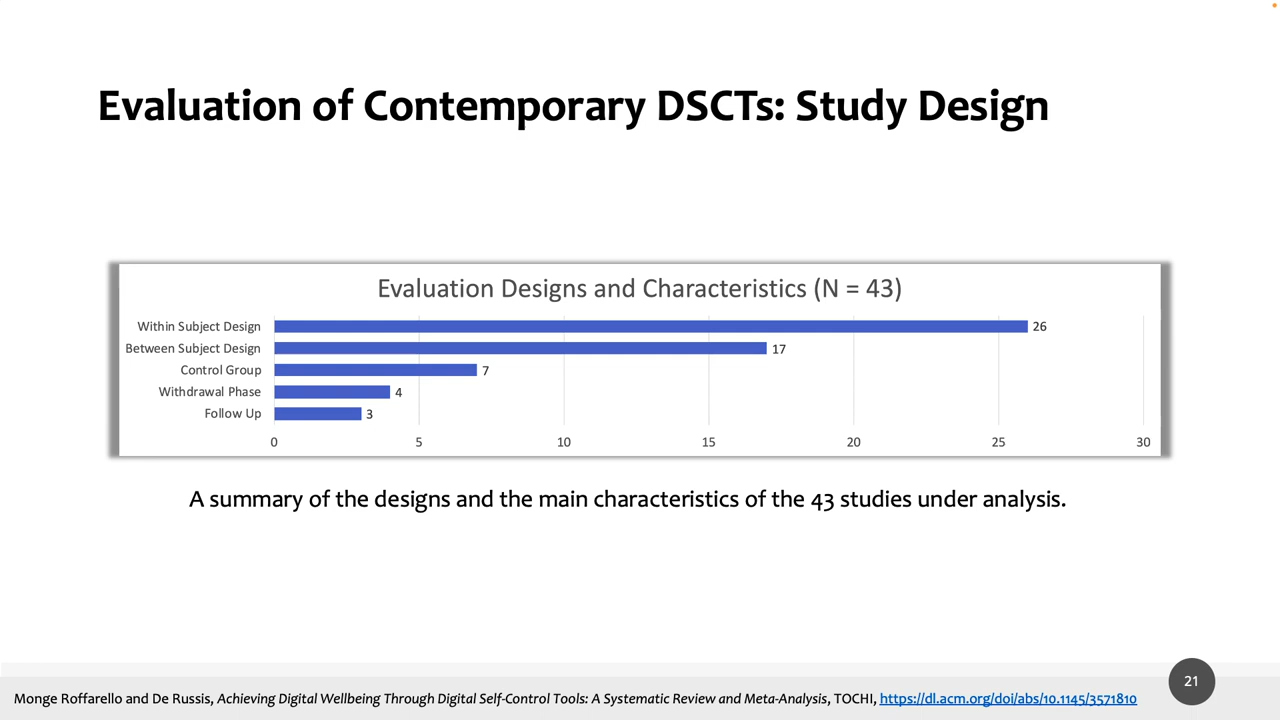 Evaluation of Contemporary DSCTs: Study Design
Evaluation Designs and Characteristics (N = 43)
Within Subject Design 26
Between Subject Design 17
Control Group 7
Withdrawal Phase 4
Follow Up 3
0 5 10 15 20 25 30
A summary of the designs and the main characteristics of the 43 studies under analysis.
21
Monge Roffarello and De Russis, Achieving Digital Wellbeing Through Digital Self-Control Tools: A Systematic Review and Meta-Analysis, TOCHI, https://dl.acm.org/doi/abs/10.1145/3571810